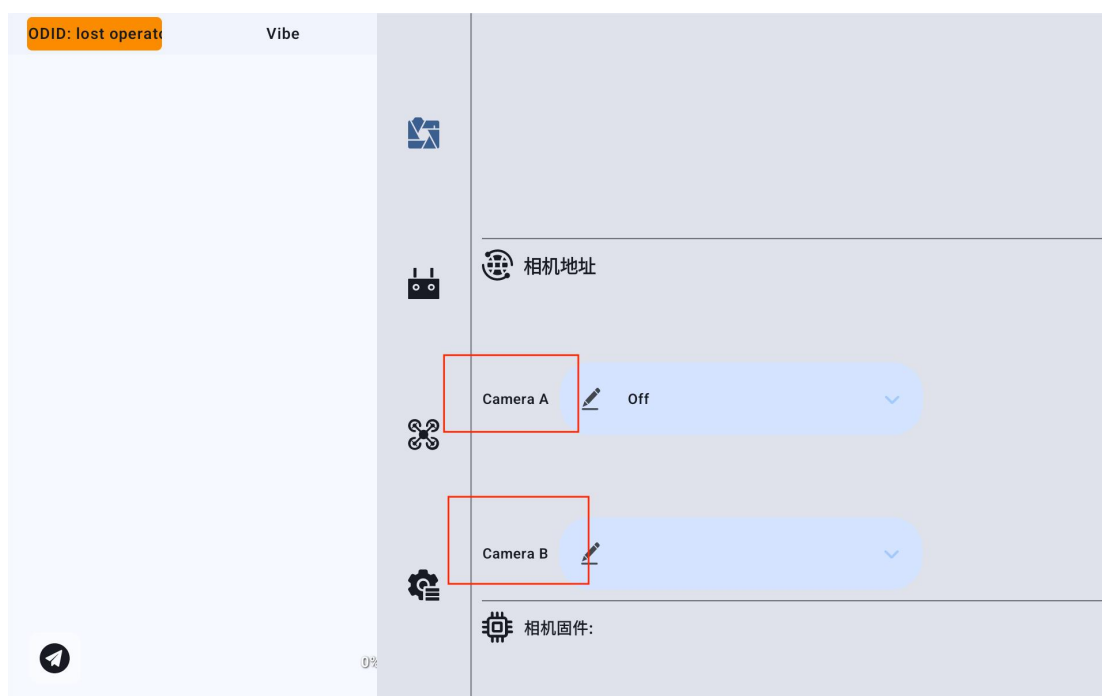 ODID: lost operat
Vibe
相机地址
Camera A
Off
Camera B
相机固件:
0%